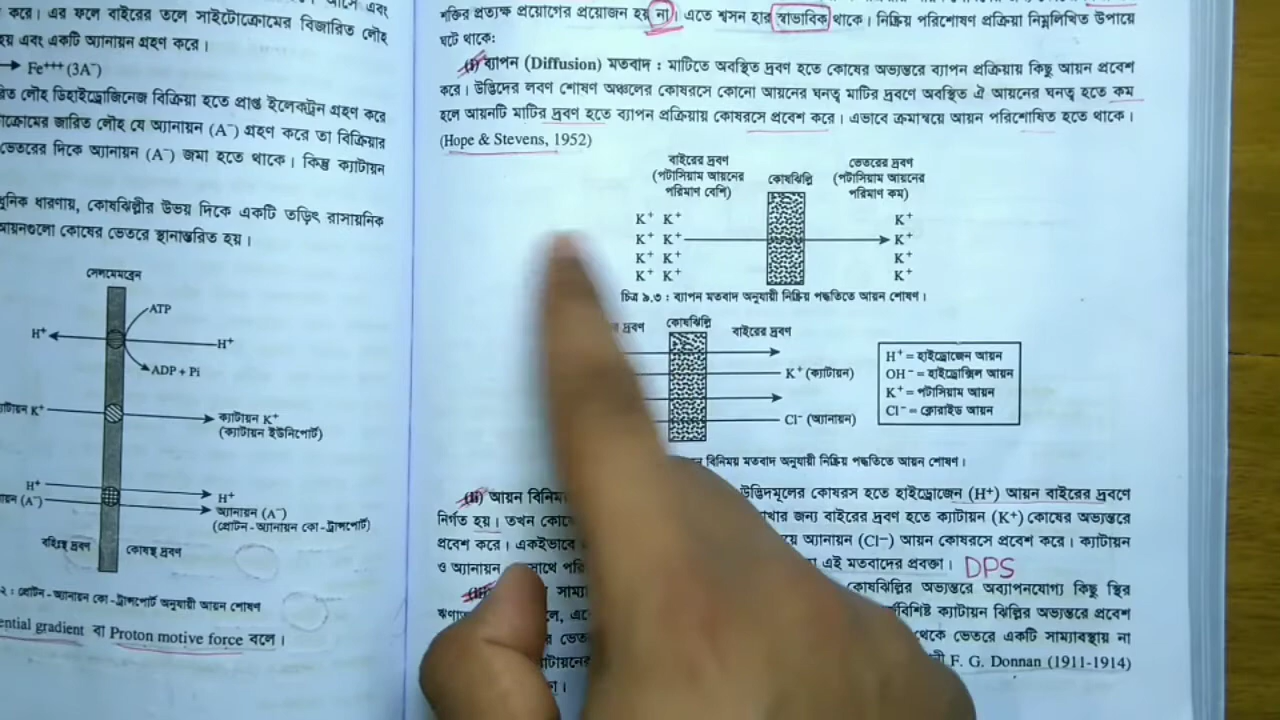 করে। এর ফলে বাইরের তলে সাইটোক্রোমের বিজারিত লৌহ
হয় এবং একটি অ্যানায়ন গ্রহণ করে।
→ Fe+++ (3A⁻)
লৌহ ডিহাইড্রোজিনেজ বিক্রিয়া হতে প্রাপ্ত ইলেকট্রন গ্রহণ করে
জারিত লৌহ যে অ্যানায়ন (A⁻) গ্রহণ করে তা বিক্রিয়ার
ভেতরের দিকে অ্যানায়ন (A⁻) জমা হতে থাকে। কিন্তু ক্যাটায়ন
ধারণায়, কোষঝিল্লীর উভয় দিকে একটি তড়িৎ রাসায়নিক
আয়নগুলো কোষের ভেতরে স্থানান্তরিত হয়।
সেলমেমব্রেন
ATP
H⁺ H⁺
ADP + Pi
K⁺ ক্যাটায়ন K⁺
(ক্যাটায়ন ইউনিপোর্ট)
H⁺ H⁺
(A⁻) অ্যানায়ন (A⁻)
(প্রোটন-অ্যানায়ন কো-ট্রান্সপোর্ট)
বহিঃস্থ দ্রবণ কোষস্থ দ্রবণ
২ : প্রোটন-অ্যানায়ন কো-ট্রান্সপোর্ট অনুযায়ী আয়ন শোষণ
gradient বা Proton motive force বলে।
শক্তির প্রত্যক্ষ প্রয়োগের প্রয়োজন হয় না। এতে শ্বসন হার স্বাভাবিক থাকে। নিষ্ক্রিয় পরিশোষণ প্রক্রিয়া নিম্নলিখিত উপায়ে
ঘটে থাকে:
(i) ব্যাপন (Diffusion) মতবাদ : মাটিতে অবস্থিত দ্রবণ হতে কোষের অভ্যন্তরে ব্যাপন প্রক্রিয়ায় কিছু আয়ন প্রবেশ
করে। উদ্ভিদের লবণ শোষণ অঞ্চলের কোষরসে কোনো আয়নের ঘনত্ব মাটির দ্রবণে অবস্থিত ঐ আয়নের ঘনত্ব হতে কম
হলে আয়নটি মাটির দ্রবণ হতে ব্যাপন প্রক্রিয়ায় কোষরসে প্রবেশ করে। এভাবে ক্রমান্বয়ে আয়ন পরিশোষিত হতে থাকে।
(Hope & Stevens, 1952)
বাইরের দ্রবণ
(পটাসিয়াম আয়নের
পরিমাণ বেশি)
কোষঝিল্লি
ভেতরের দ্রবণ
(পটাসিয়াম আয়নের
পরিমাণ কম)
K⁺ K⁺ K⁺
K⁺ K⁺ K⁺
K⁺ K⁺ K⁺
K⁺ K⁺ K⁺
চিত্র ৯.৩ : ব্যাপন মতবাদ অনুযায়ী নিষ্ক্রিয় পদ্ধতিতে আয়ন শোষণ।
দ্রবণ কোষঝিল্লি বাইরের দ্রবণ
K⁺ (ক্যাটায়ন)
Cl⁻ (অ্যানায়ন)
H⁺ = হাইড্রোজেন আয়ন
OH⁻ = হাইড্রোক্সিল আয়ন
K⁺ = পটাসিয়াম আয়ন
Cl⁻ = ক্লোরাইড আয়ন
বিনিময় মতবাদ অনুযায়ী নিষ্ক্রিয় পদ্ধতিতে আয়ন শোষণ।
(ii) আয়ন উদ্ভিদমূলের কোষরস হতে হাইড্রোজেন (H⁺) আয়ন বাইরের দ্রবণে
নির্গত হয়। তখন জন্য বাইরের দ্রবণ হতে ক্যাটায়ন (K⁺) কোষের অভ্যন্তরে
প্রবেশ করে। একইভাবে অ্যানায়ন (Cl⁻) আয়ন কোষরসে প্রবেশ করে। ক্যাটায়ন
ও অ্যানায়ন সাথে এই মতবাদের প্রবক্তা। DPS
(iii) কোষঝিল্লির অভ্যন্তরে অব্যাপনযোগ্য কিছু স্থির
ক্যাটায়ন ঝিল্লির অভ্যন্তরে প্রবেশ
থেকে ভেতরে একটি সাম্যাবস্থায় না
F. G. Donnan (1911-1914)